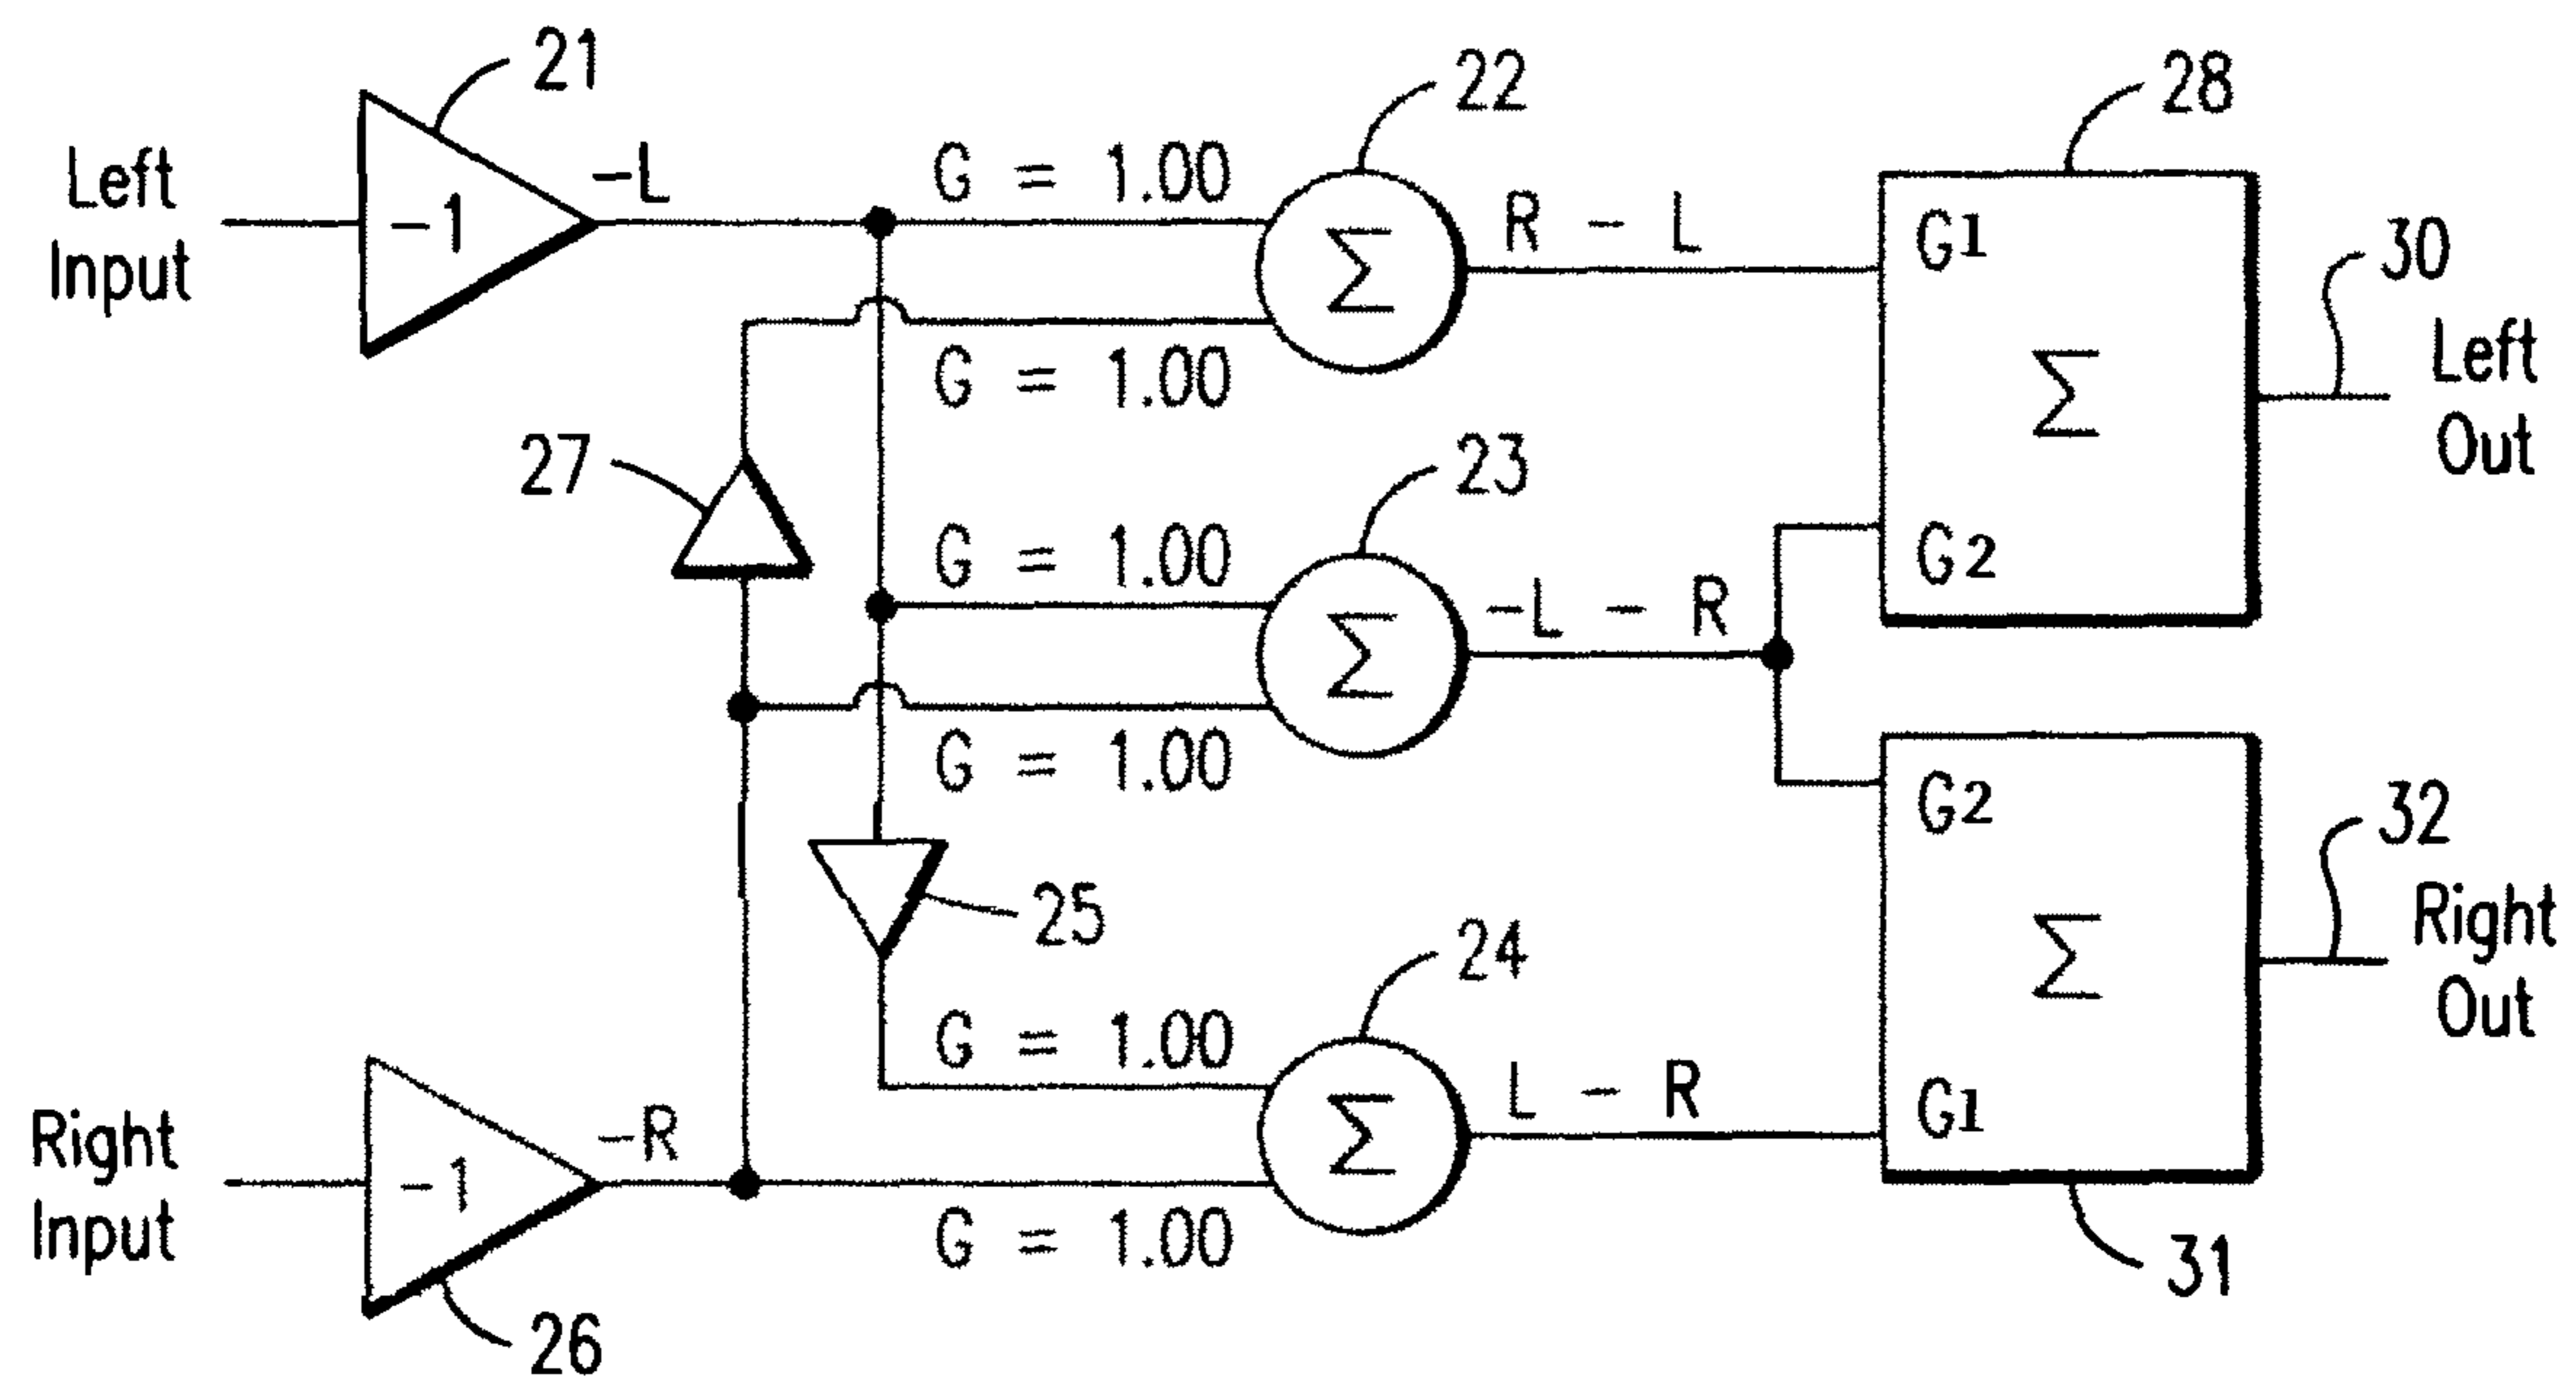 21
22
28
Left
Input
-1
-L
G = 1.00
Σ
R - L
G1
30
Left
Out
G = 1.00
Σ
27
23
G = 1.00
G2
Σ
-L - R
G = 1.00
G2
32
Right
Out
25
24
Σ
G = 1.00
Right
Input
-1
-R
Σ
L - R
G1
G = 1.00
26
31